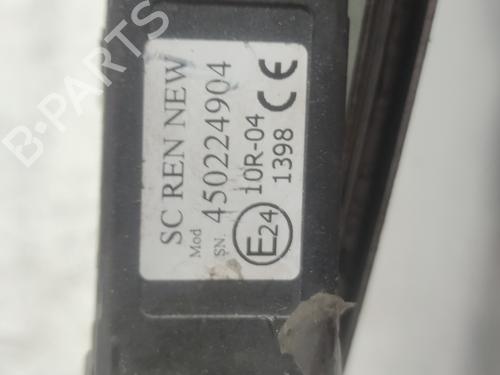 SC REN NEW
Mod
SN. 450224904
E24 10R-04
1398 CE
B-PARTS